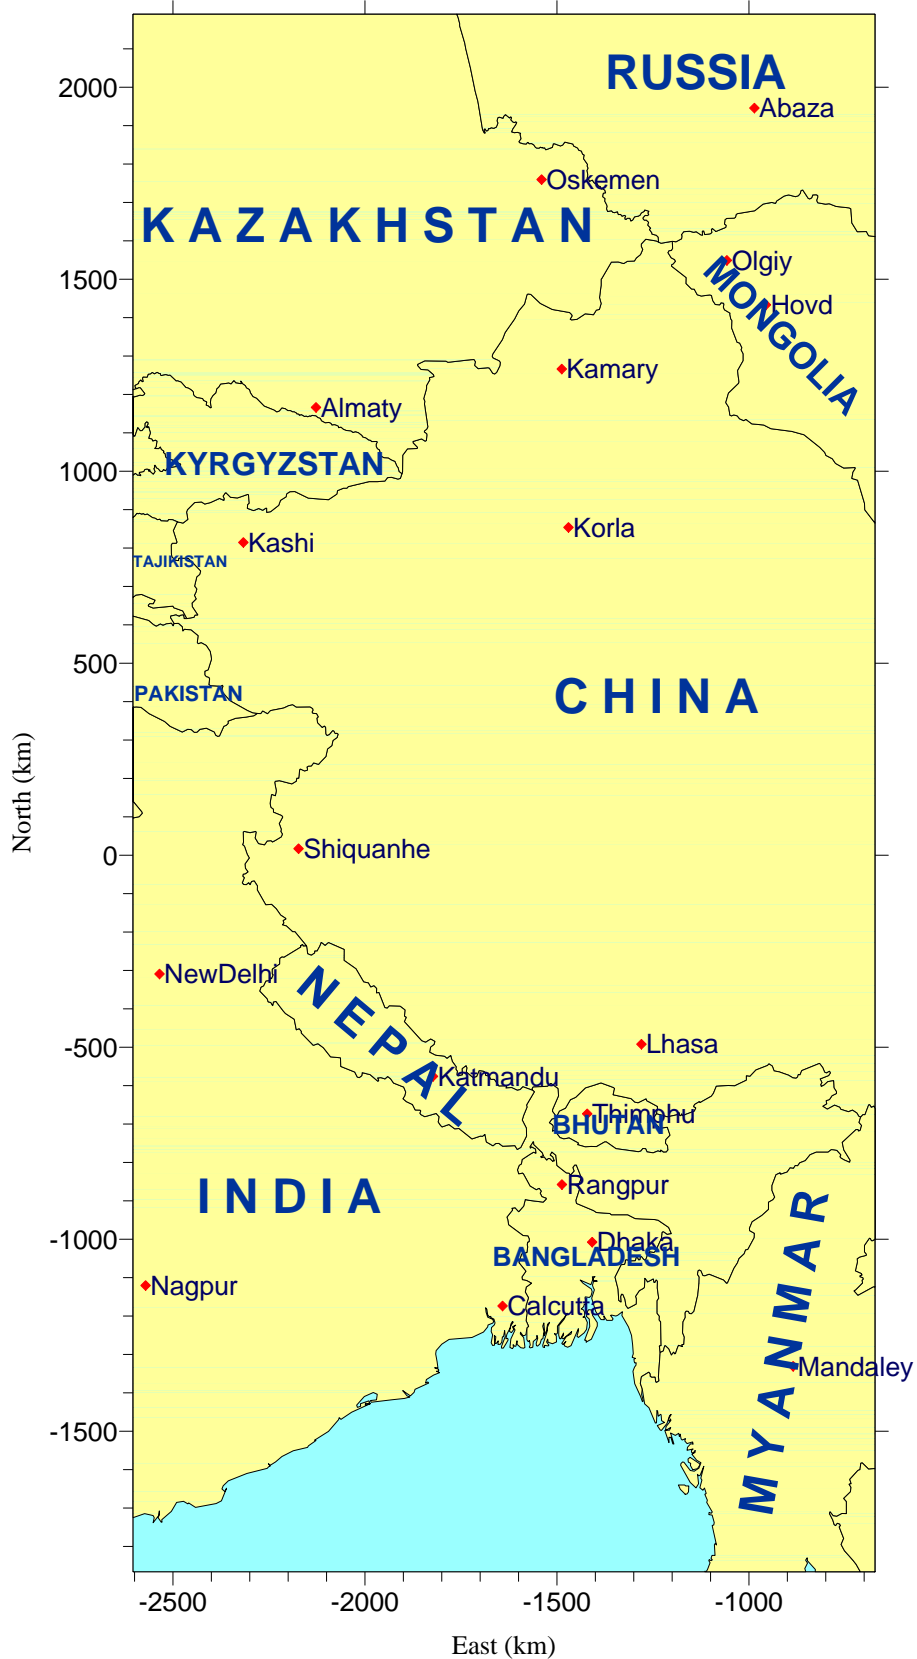 RUSSIA
2000
Abaza
Oskemen
KAZAKHSTAN
Olgiy
1500
MONGOLIA
Hovd
Kamary
Almaty
KYRGYZSTAN
1000
Korla
Kashi
TAJIKISTAN
500
PAKISTAN
CHINA
North (km)
Shiquanhe
0
NewDelhi
NEPAL
-500
Lhasa
Katmandu
Thimphu
BHUTAN
Rangpur
INDIA
MYANMAR
-1000
Dhaka
BANGLADESH
Nagpur
Calcutta
Mandaley
-1500
-2500 -2000 -1500 -1000
East (km)